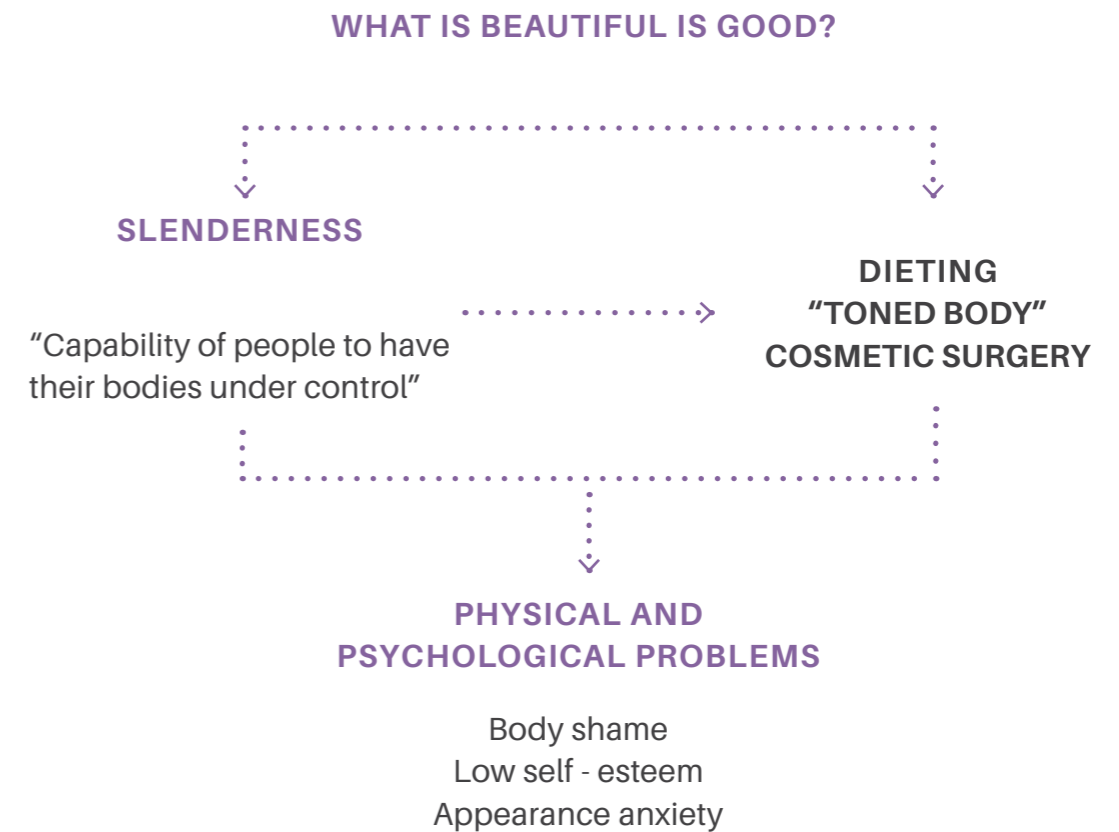 WHAT IS BEAUTIFUL IS GOOD?
SLENDERNESS
“Capability of people to have
their bodies under control”
DIETING
“TONED BODY”
COSMETIC SURGERY
PHYSICAL AND
PSYCHOLOGICAL PROBLEMS
Body shame
Low self - esteem
Appearance anxiety